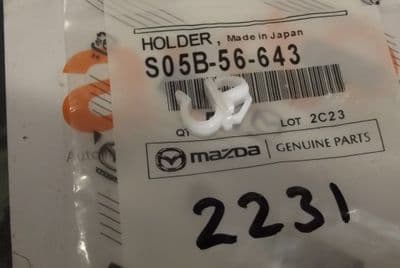 HOLDER, Made in Japan
S05B-56-643
LOT 2C23
mazda GENUINE PARTS
2231